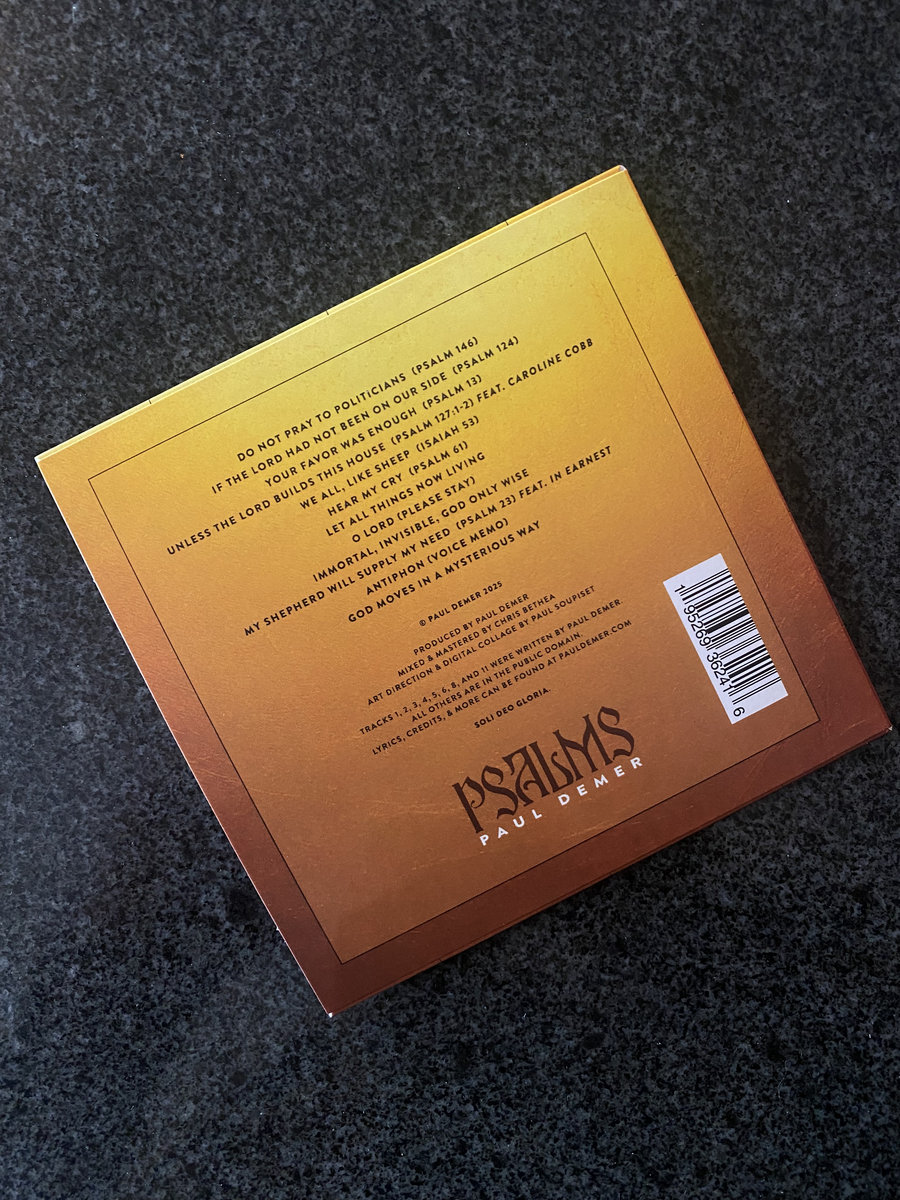 DO NOT PRAY TO POLITiCIANS (PSALM 146)
IF THE LORD HAD NOT BEEN ON OUR SIDE (PSALM 124)
YOUR FAVOR WAS ENOUGH (PSALM 13)
UNLESS THE LORD BUILDS THIS HOUSE (PSALM 127:1-2) FEAT. CAROLINE COBB
WE ALL, LIKE SHEEP (ISAIAH 53)
HEAR MY CRY (PSALM 61)
LET ALL THINGS NOW LIVING
O LORD (PLEASE STAY)
IMMORTAL, INVISIBLE, GOD ONLY WISE
MY SHEPHERD WILL SUPPLY MY NEED (PSALM 23) FEAT. IN EARNEST
ANTIPHON (VOICE MEMO)
GOD MOVES IN A MYSTERIOUS WAY
© PAUL DEMER 2025
PRODUCED BY PAUL DEMER
MIXED & MASTERED BY CHRIS BETHEA
ART DIRECTION & DIGITAL COLLAGE BY PAUL SOUPISET
TRACKS 1, 2, 3, 4, 5, 6, 8, AND 11 WERE WRITTEN BY PAUL DEMER
ALL OTHERS ARE IN THE PUBLIC DOMAIN.
LYRICS, CREDITS, & MORE CAN BE FOUND AT PAULDEMER.COM
SOLI DEO GLORIA.
PSALMS
PAUL DEMER
1 95269 36241 6